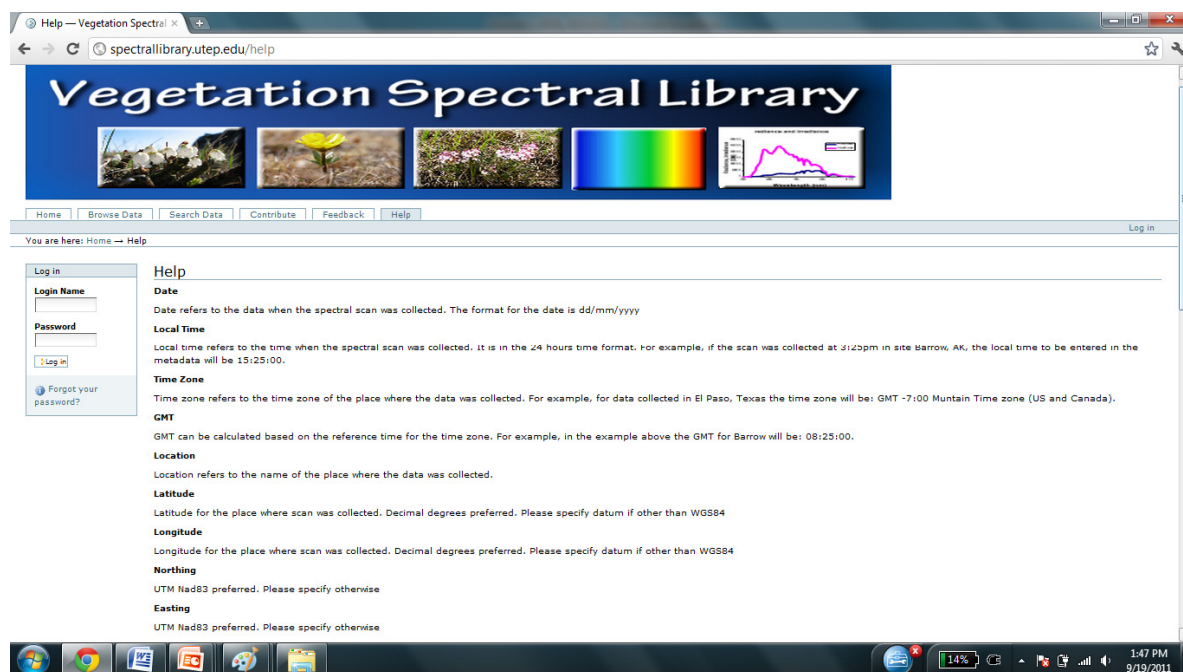 Help — Vegetation Spectral
spectrallibrary.utep.edu/help
Vegetation Spectral Library
radiance and irradiance
Wavelength (nm)
Home Browse Data Search Data Contribute Feedback Help
Log in
You are here: Home → Help
Log in
Login Name
Password
Log in
Forgot your
password?
Help
Date
Date refers to the data when the spectral scan was collected. The format for the date is dd/mm/yyyy
Local Time
Local time refers to the time when the spectral scan was collected. It is in the 24 hours time format. For example, if the scan was collected at 3:25pm in site Barrow, AK, the local time to be entered in the
metadata will be 15:25:00.
Time Zone
Time zone refers to the time zone of the place where the data was collected. For example, for data collected in El Paso, Texas the time zone will be: GMT -7:00 Muntain Time zone (US and Canada).
GMT
GMT can be calculated based on the reference time for the time zone. For example, in the example above the GMT for Barrow will be: 08:25:00.
Location
Location refers to the name of the place where the data was collected.
Latitude
Latitude for the place where scan was collected. Decimal degrees preferred. Please specify datum if other than WGS84
Longitude
Longitude for the place where scan was collected. Decimal degrees preferred. Please specify datum if other than WGS84
Northing
UTM Nad83 preferred. Please specify otherwise
Easting
UTM Nad83 preferred. Please specify otherwise
14%
1:47 PM
9/19/2011